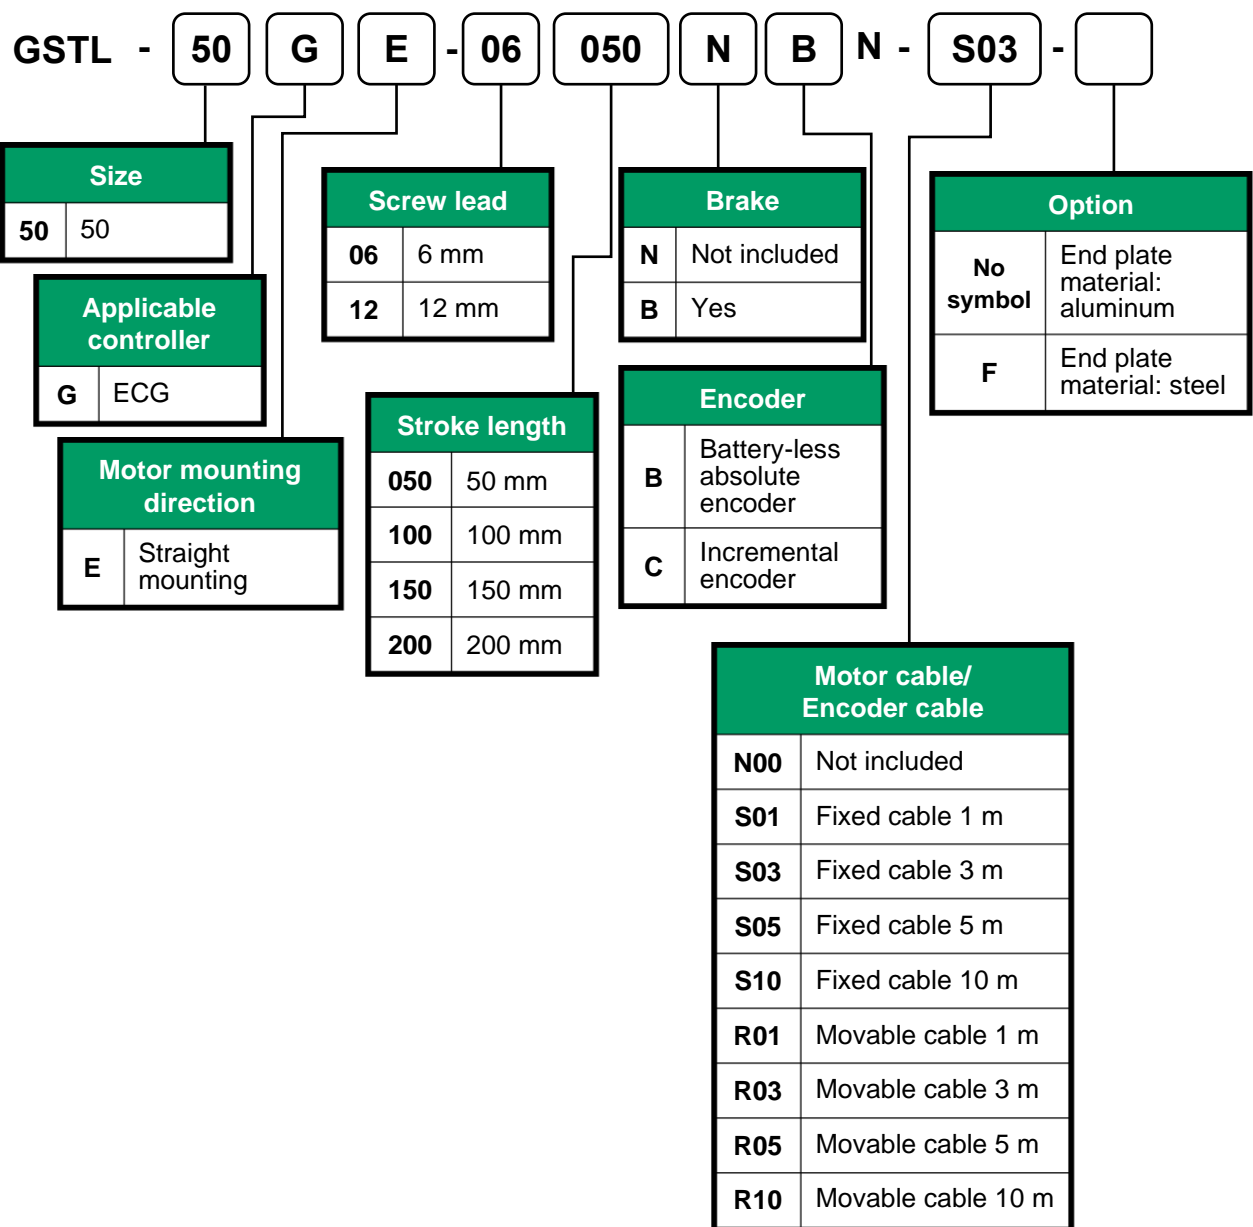 GSTL - 50 G E - 06 050 N B N - S03 -
Size
50 50
Applicable
controller
G ECG
Motor mounting
direction
E Straight
mounting
Screw lead
06 6 mm
12 12 mm
Stroke length
050 50 mm
100 100 mm
150 150 mm
200 200 mm
Brake
N Not included
B Yes
Encoder
B Battery-less
absolute
encoder
C Incremental
encoder
Motor cable/
Encoder cable
N00 Not included
S01 Fixed cable 1 m
S03 Fixed cable 3 m
S05 Fixed cable 5 m
S10 Fixed cable 10 m
R01 Movable cable 1 m
R03 Movable cable 3 m
R05 Movable cable 5 m
R10 Movable cable 10 m
Option
No
symbol
End plate
material:
aluminum
F End plate
material: steel